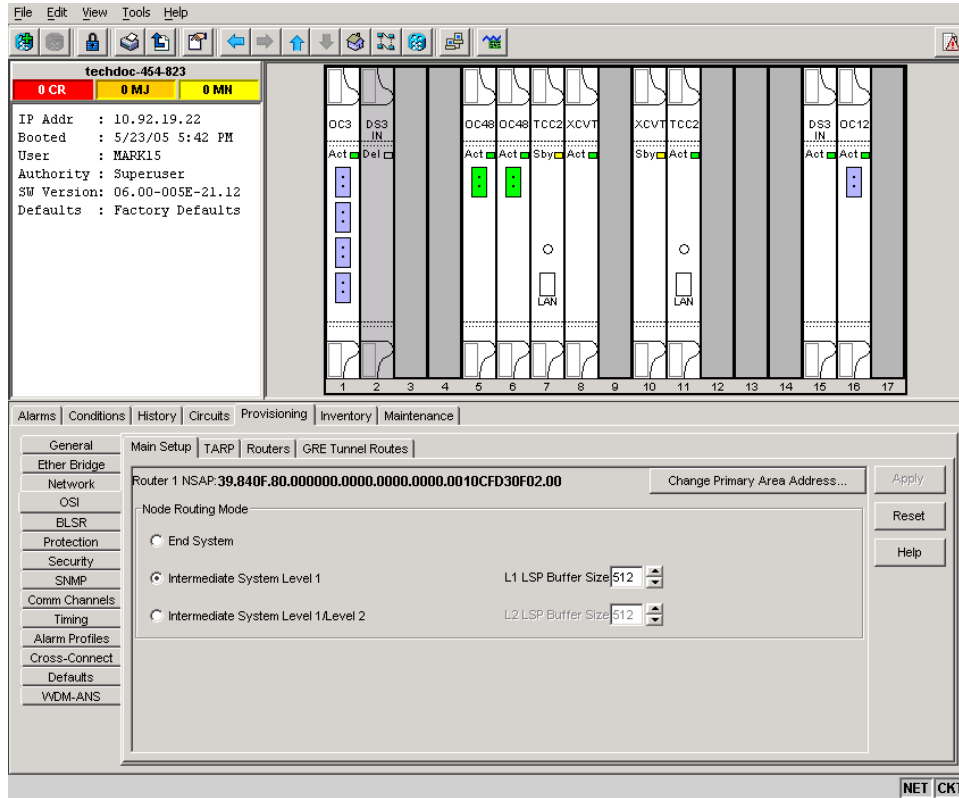 File Edit View Tools Help
techdoc-454-823
0 CR 0 MJ 0 MN
IP Addr : 10.92.19.22
Booted : 5/23/05 5:42 PM
User : MARK15
Authority : Superuser
SW Version: 06.00-005E-21.12
Defaults : Factory Defaults
OC3 DS3 IN OC48 OC48 TCC2 XCVT XCVT TCC2 DS3 IN OC12
Act Del Act Act Sby Act Sby Act Act Act
LAN LAN
1 2 3 4 5 6 7 8 9 10 11 12 13 14 15 16 17
Alarms Conditions History Circuits Provisioning Inventory Maintenance
General
Ether Bridge
Network
OSI
BLSR
Protection
Security
SNMP
Comm Channels
Timing
Alarm Profiles
Cross-Connect
Defaults
WDM-ANS
Main Setup TARP Routers GRE Tunnel Routes
Router 1 NSAP:39.840F.80.000000.0000.0000.0000.0010CFD30F02.00 Change Primary Area Address...
Node Routing Mode
End System
Intermediate System Level 1 L1 LSP Buffer Size 512
Intermediate System Level 1/Level 2 L2 LSP Buffer Size 512
Apply
Reset
Help
NET CKT